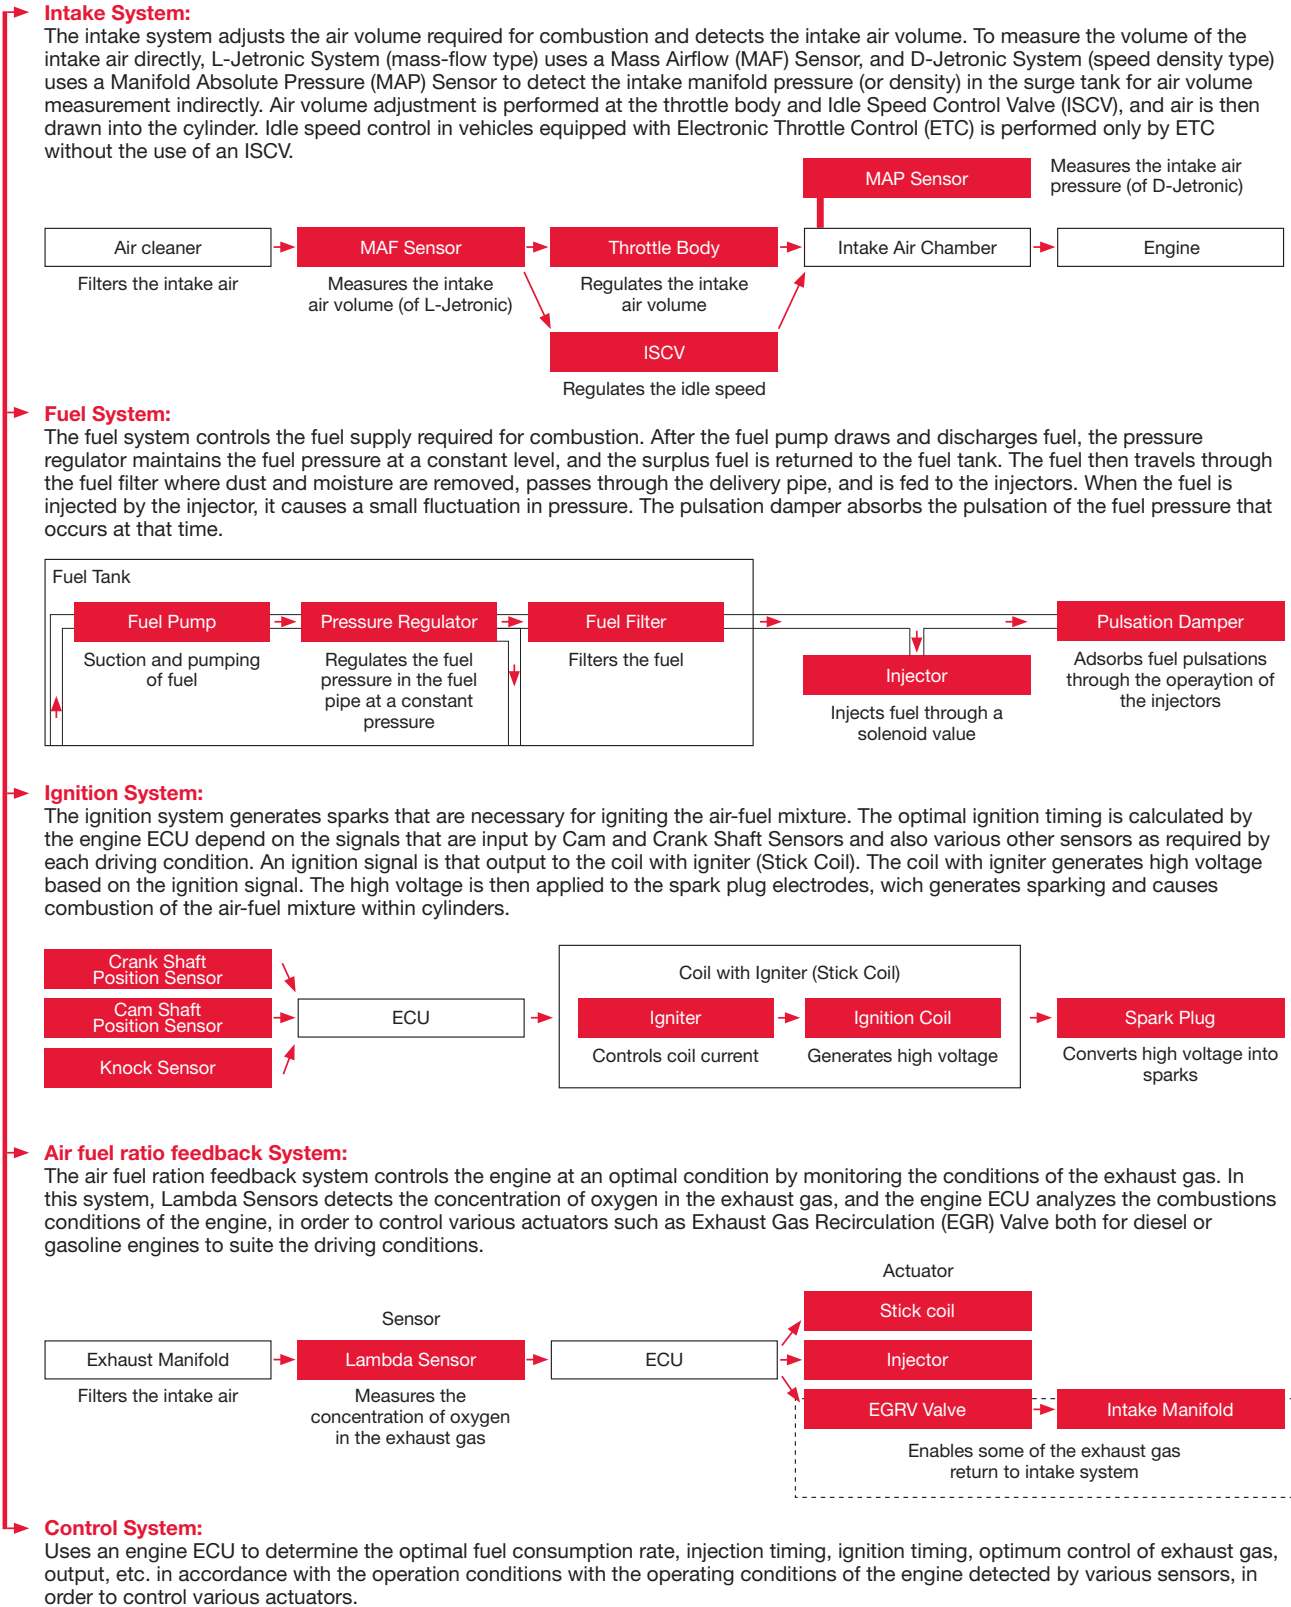 Intake System:
The intake system adjusts the air volume required for combustion and detects the intake air volume. To measure the volume of the
intake air directly, L-Jetronic System (mass-flow type) uses a Mass Airflow (MAF) Sensor, and D-Jetronic System (speed density type)
uses a Manifold Absolute Pressure (MAP) Sensor to detect the intake manifold pressure (or density) in the surge tank for air volume
measurement indirectly. Air volume adjustment is performed at the throttle body and Idle Speed Control Valve (ISCV), and air is then
drawn into the cylinder. Idle speed control in vehicles equipped with Electronic Throttle Control (ETC) is performed only by ETC
without the use of an ISCV.
MAP Sensor
Measures the intake air
pressure (of D-Jetronic)
Air cleaner
MAF Sensor
Throttle Body
Intake Air Chamber
Engine
Filters the intake air
Measures the intake
air volume (of L-Jetronic)
Regulates the intake
air volume
ISCV
Regulates the idle speed
Fuel System:
The fuel system controls the fuel supply required for combustion. After the fuel pump draws and discharges fuel, the pressure
regulator maintains the fuel pressure at a constant level, and the surplus fuel is returned to the fuel tank. The fuel then travels through
the fuel filter where dust and moisture are removed, passes through the delivery pipe, and is fed to the injectors. When the fuel is
injected by the injector, it causes a small fluctuation in pressure. The pulsation damper absorbs the pulsation of the fuel pressure that
occurs at that time.
Fuel Tank
Fuel Pump
Pressure Regulator
Fuel Filter
Pulsation Damper
Suction and pumping
of fuel
Regulates the fuel
pressure in the fuel
pipe at a constant
pressure
Filters the fuel
Injector
Injects fuel through a
solenoid value
Adsorbs fuel pulsations
through the operaytion of
the injectors
Ignition System:
The ignition system generates sparks that are necessary for igniting the air-fuel mixture. The optimal ignition timing is calculated by
the engine ECU depend on the signals that are input by Cam and Crank Shaft Sensors and also various other sensors as required by
each driving condition. An ignition signal is that output to the coil with igniter (Stick Coil). The coil with igniter generates high voltage
based on the ignition signal. The high voltage is then applied to the spark plug electrodes, wich generates sparking and causes
combustion of the air-fuel mixture within cylinders.
Crank Shaft
Position Sensor
Cam Shaft
Position Sensor
Knock Sensor
ECU
Coil with Igniter (Stick Coil)
Igniter
Ignition Coil
Spark Plug
Controls coil current
Generates high voltage
Converts high voltage into
sparks
Air fuel ratio feedback System:
The air fuel ration feedback system controls the engine at an optimal condition by monitoring the conditions of the exhaust gas. In
this system, Lambda Sensors detects the concentration of oxygen in the exhaust gas, and the engine ECU analyzes the combustions
conditions of the engine, in order to control various actuators such as Exhaust Gas Recirculation (EGR) Valve both for diesel or
gasoline engines to suite the driving conditions.
Actuator
Stick coil
Sensor
Exhaust Manifold
Lambda Sensor
ECU
Injector
Filters the intake air
Measures the
concentration of oxygen
in the exhaust gas
EGRV Valve
Intake Manifold
Enables some of the exhaust gas
return to intake system
Control System:
Uses an engine ECU to determine the optimal fuel consumption rate, injection timing, ignition timing, optimum control of exhaust gas,
output, etc. in accordance with the operation conditions with the operating conditions of the engine detected by various sensors, in
order to control various actuators.